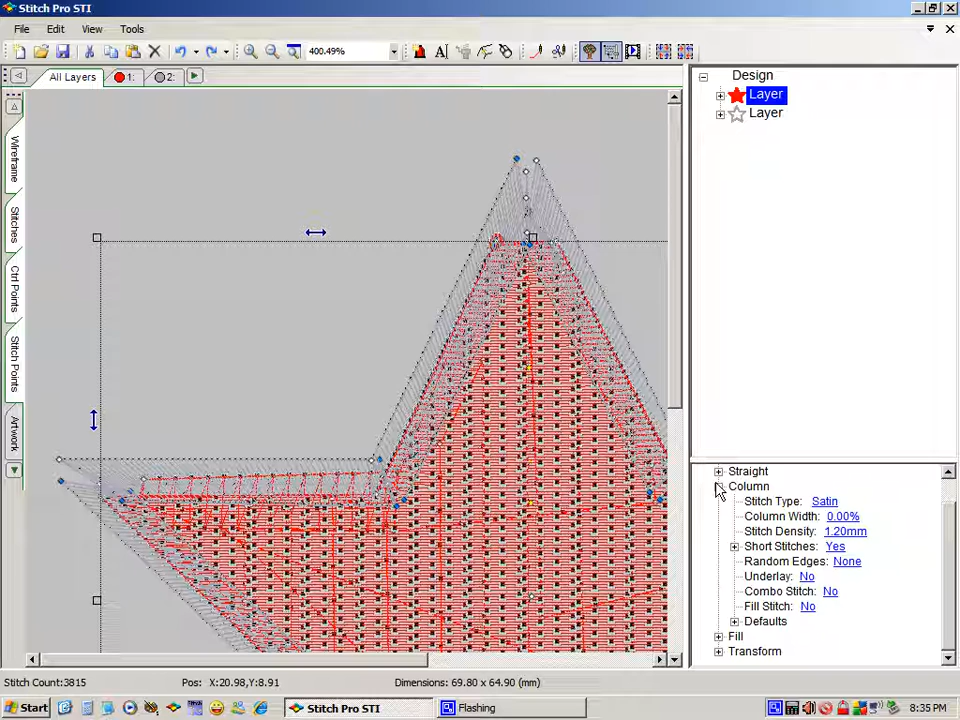 Stitch Pro STI
File Edit View Tools
400.49%
All Layers 1: 2:
Wireframe
Stitches
Ctrl Points
Stitch Points
Artwork
Design
Layer
Layer
Straight
Column
Stitch Type: Satin
Column Width: 0.00%
Stitch Density: 1.20mm
Short Stitches: Yes
Random Edges: None
Underlay: No
Combo Stitch: No
Fill Stitch: No
Defaults
Fill
Transform
Stitch Count:3815 Pos: X:20.98, Y:8.91 Dimensions: 69.80 x 64.90 (mm)
Start Stitch Pro STI Flashing 8:35 PM